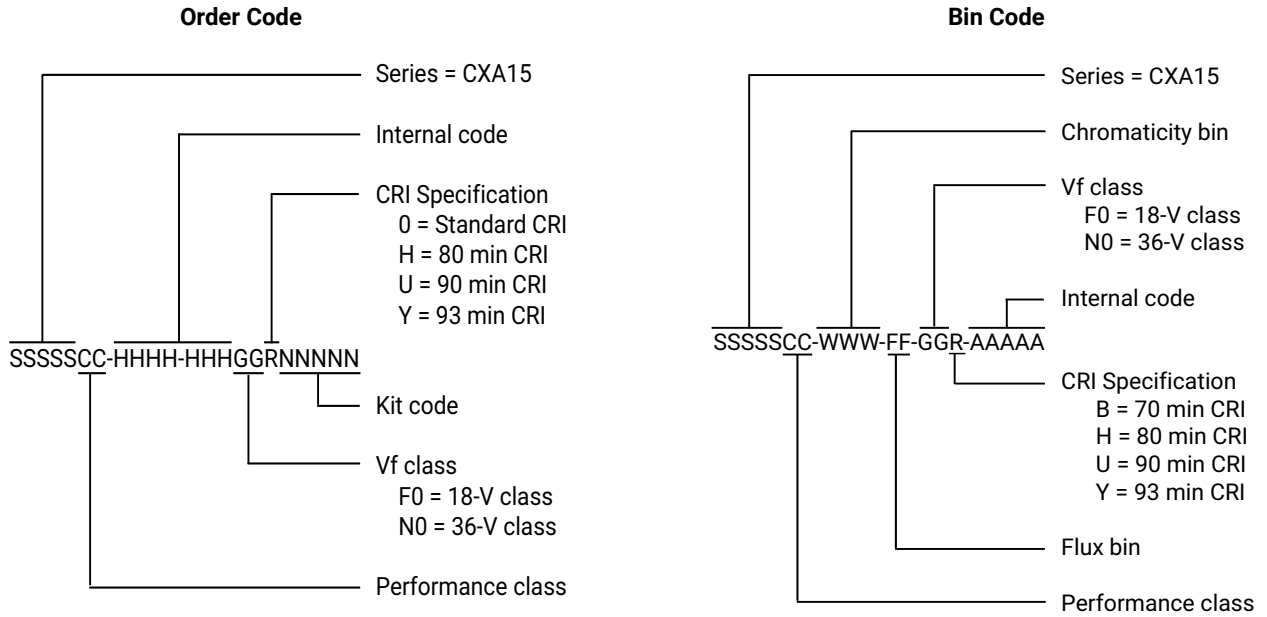 Order Code
Series = CXA15
Internal code
CRI Specification
0 = Standard CRI
H = 80 min CRI
U = 90 min CRI
Y = 93 min CRI
SSSSSCC-HHHH-HHHGGRNNNNN
Kit code
Vf class
F0 = 18-V class
N0 = 36-V class
Performance class
Bin Code
Series = CXA15
Chromaticity bin
Vf class
F0 = 18-V class
N0 = 36-V class
Internal code
SSSSSCC-WWW-FF-GGR-AAAAA
CRI Specification
B = 70 min CRI
H = 80 min CRI
U = 90 min CRI
Y = 93 min CRI
Flux bin
Performance class